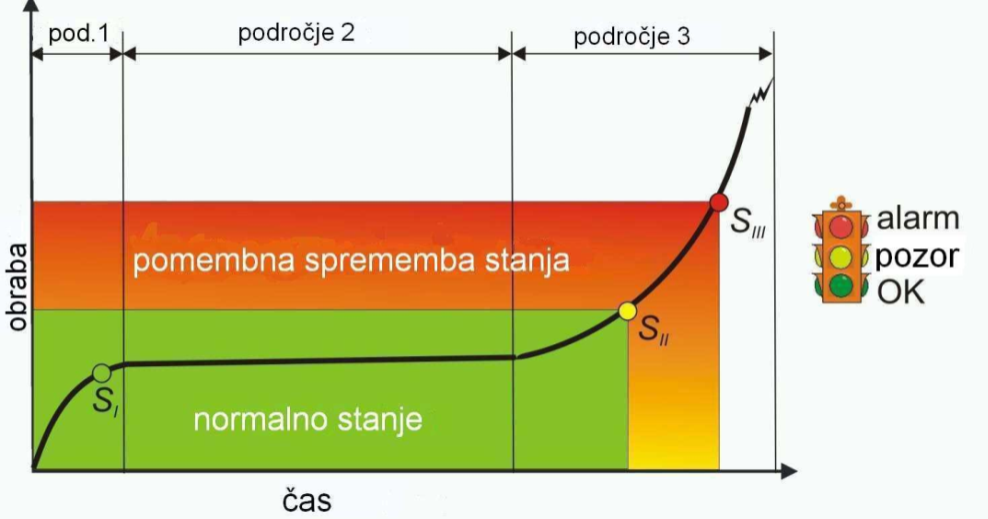 pod.1
področje 2
področje 3
obraba
pomembna sprememba stanja
normalno stanje
S_I
S_II
S_III
alarm
pozor
OK
čas